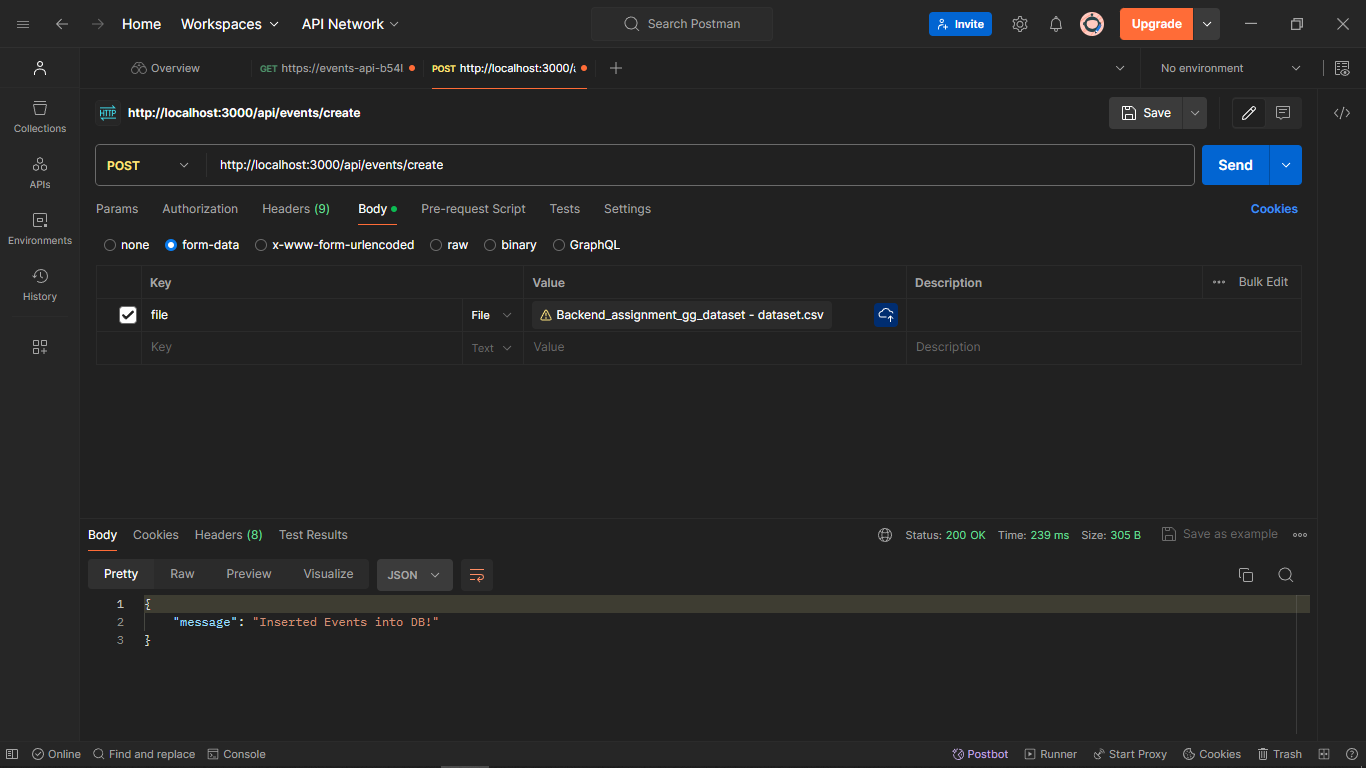 Home Workspaces API Network Search Postman Invite Upgrade
Overview GET https://events-api-b54l POST http://localhost:3000/a No environment
HTTP http://localhost:3000/api/events/create Save
Collections
APIs
Environments
History
POST http://localhost:3000/api/events/create Send
Params Authorization Headers (9) Body Pre-request Script Tests Settings Cookies
none form-data x-www-form-urlencoded raw binary GraphQL
Key Value Description Bulk Edit
file File Backend_assignment_gg_dataset - dataset.csv
Key Text Value Description
Body Cookies Headers (8) Test Results Status: 200 OK Time: 239 ms Size: 305 B Save as example
Pretty Raw Preview Visualize JSON
1 {
2 "message": "Inserted Events into DB!"
3 }
Online Find and replace Console Postbot Runner Start Proxy Cookies Trash